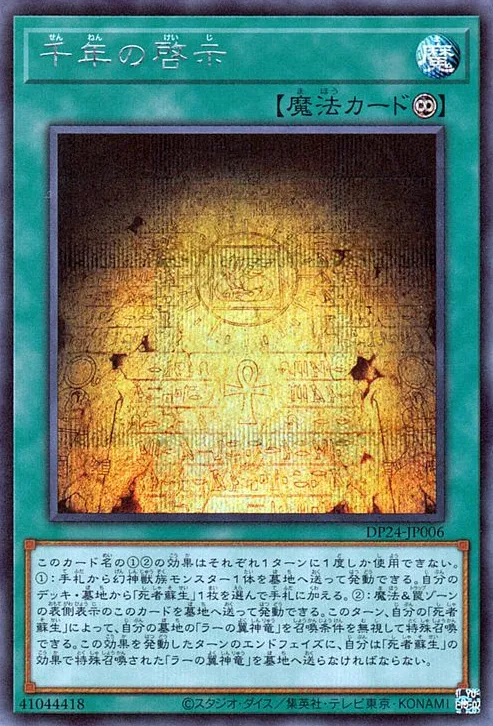 千年の啓示
魔
【魔法カード】
DP24-JP006
このカード名の①②の効果はそれぞれ1ターンに1度しか使用できない。
①：手札から幻神獣族モンスター1体を墓地へ送って発動できる。自分の
デッキ・墓地から「死者蘇生」1枚を選んで手札に加える。②：魔法＆罠ゾーン
の表側表示のこのカードを墓地へ送って発動できる。このターン、自分の「死者
蘇生」によって、自分の墓地の「ラーの翼神竜」を召喚条件を無視して特殊召喚
できる。この効果を発動したターンのエンドフェイズに、自分は「死者蘇生」の
効果で特殊召喚された「ラーの翼神竜」を墓地へ送らなければならない。
41044418
©スタジオ・ダイス／集英社・テレビ東京・KONAMI